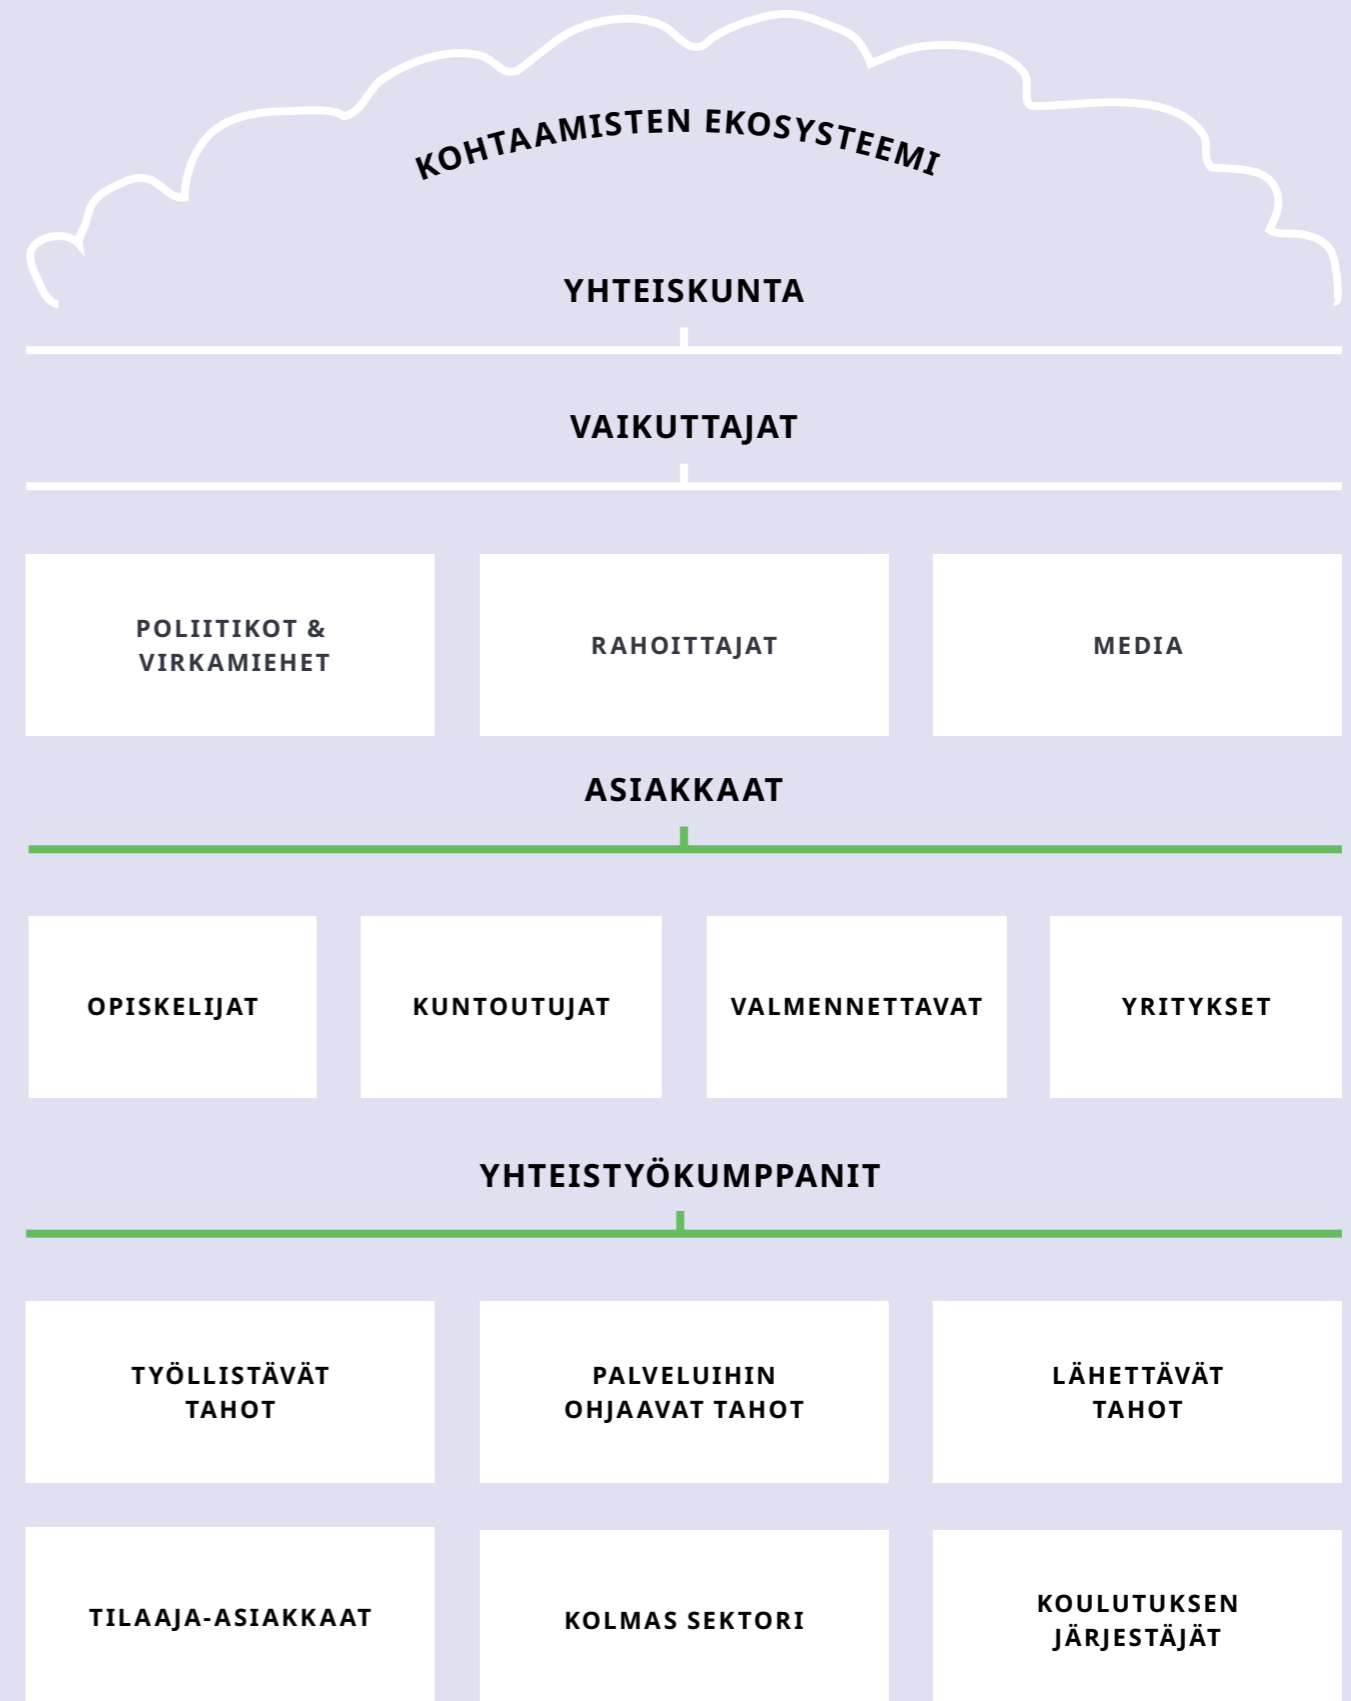 KOHTAAMISTEN EKOSYSTEEMI
YHTEISKUNTA
VAIKUTTAJAT
POLIITIKOT &
VIRKAMIEHET
RAHOITTAJAT
MEDIA
ASIAKKAAT
OPISKELIJAT
KUNTOUTUJAT
VALMENNETTAVAT
YRITYKSET
YHTEISTYÖKUMPPANIT
TYÖLLISTÄVÄT
TAHOT
PALVELUIHIN
OHJAAVAT TAHOT
LÄHETTÄVÄT
TAHOT
TILAAJA-ASIAKKAAT
KOLMAS SEKTORI
KOULUTUKSEN
JÄRJESTÄJÄT